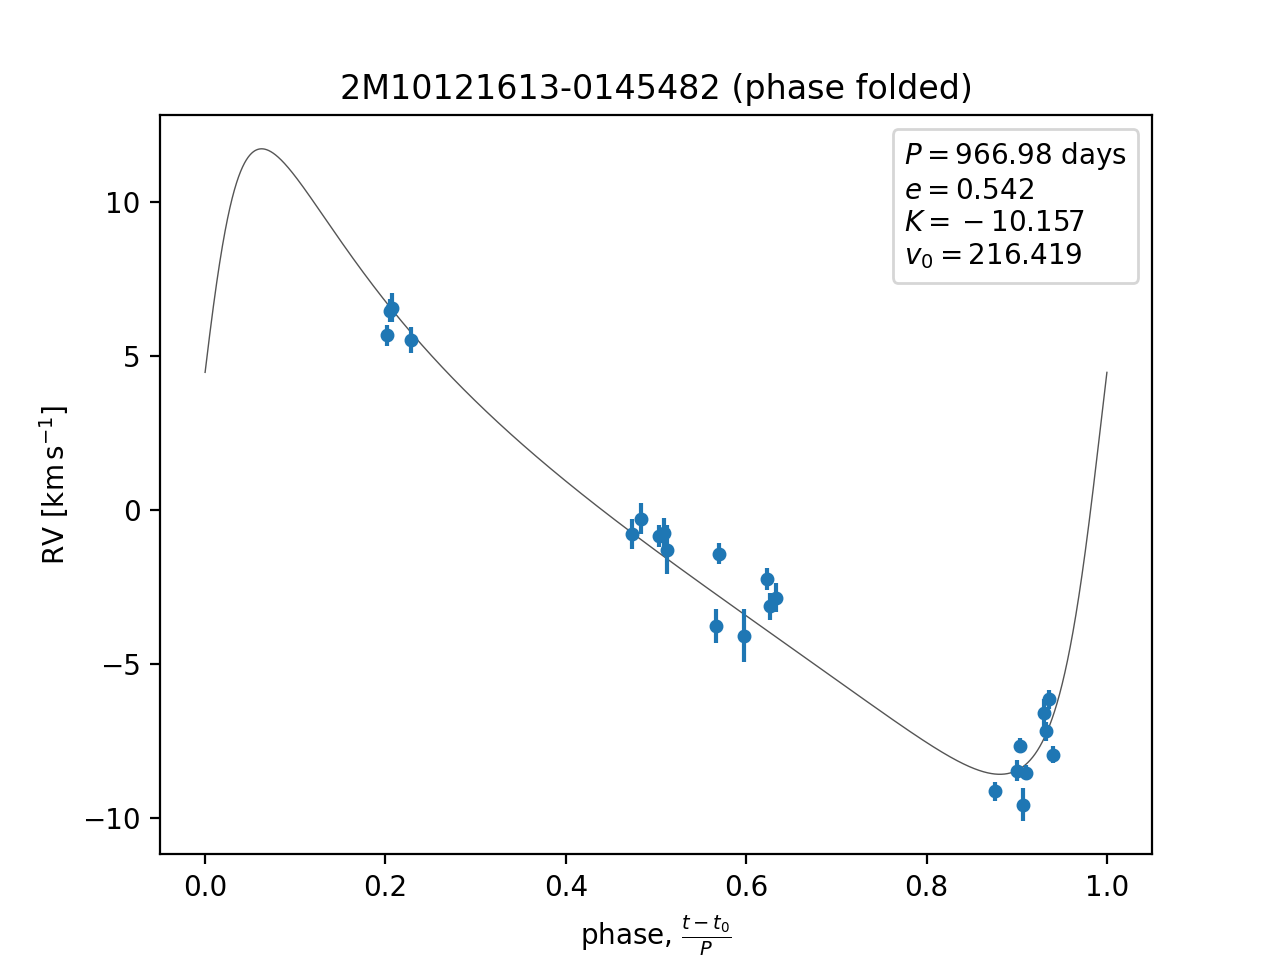 2M10121613-0145482 (phase folded)
P = 966.98 days
e = 0.542
K = − 10.157
v₀ = 216.419
10
5
0
−5
−10
RV [km s⁻¹]
0.0 0.2 0.4 0.6 0.8 1.0
phase, (t − t₀)/P